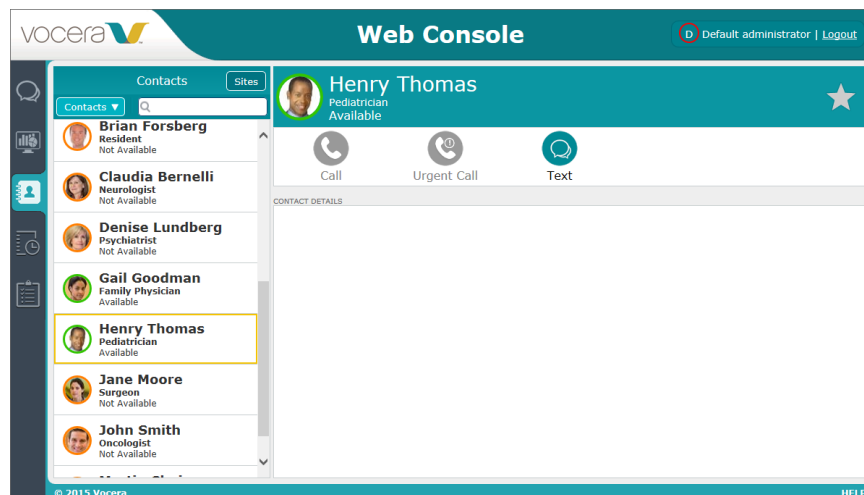 vocera
Web Console
D Default administrator | Logout
Contacts
Sites
Contacts ▼
Brian Forsberg
Resident
Not Available
Claudia Bernelli
Neurologist
Not Available
Denise Lundberg
Psychiatrist
Not Available
Gail Goodman
Family Physician
Available
Henry Thomas
Pediatrician
Available
Jane Moore
Surgeon
Not Available
John Smith
Oncologist
Not Available
Henry Thomas
Pediatrician
Available
Call
Urgent Call
Text
CONTACT DETAILS
© 2015 Vocera
HELP